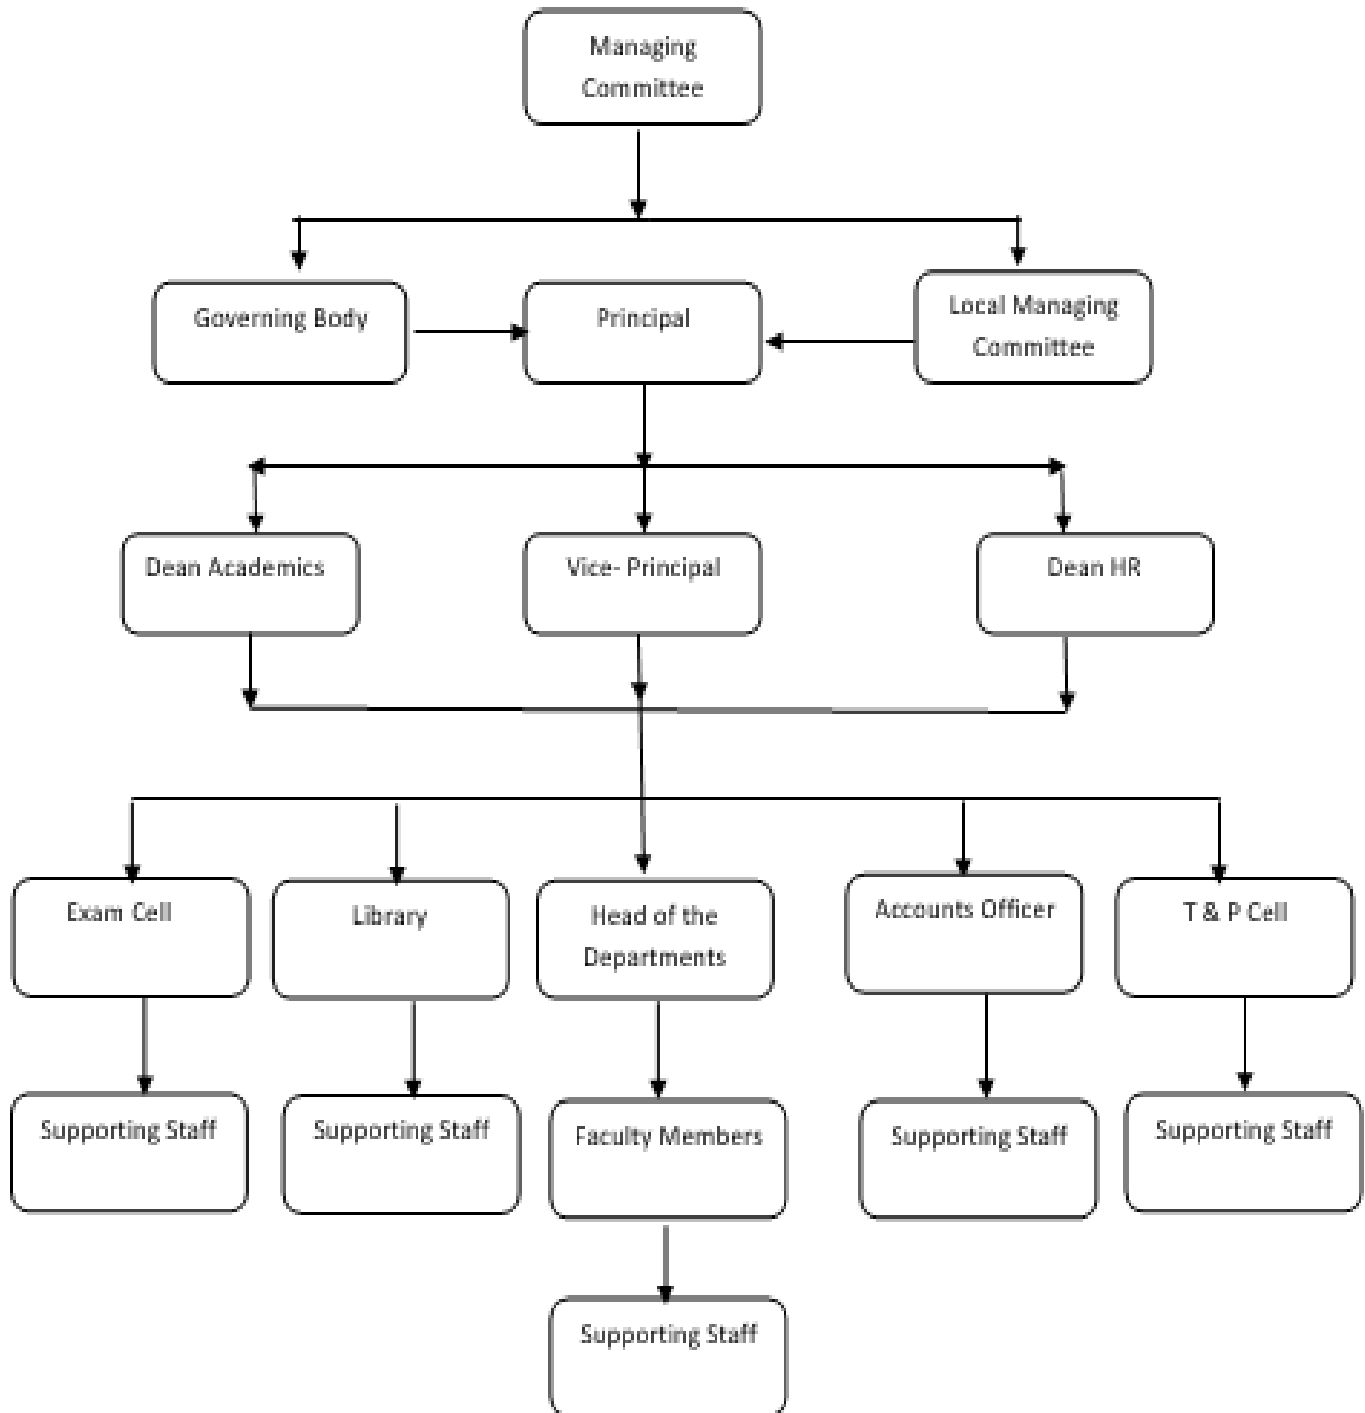 Managing
Committee
Governing Body
Principal
Local Managing
Committee
Dean Academics
Vice- Principal
Dean HR
Exam Cell
Library
Head of the
Departments
Accounts Officer
T & P Cell
Supporting Staff
Supporting Staff
Faculty Members
Supporting Staff
Supporting Staff
Supporting Staff